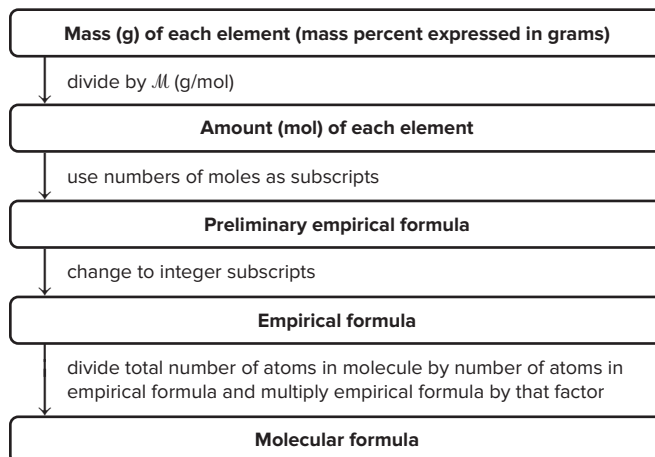 Mass (g) of each element (mass percent expressed in grams)
divide by ℳ (g/mol)
Amount (mol) of each element
use numbers of moles as subscripts
Preliminary empirical formula
change to integer subscripts
Empirical formula
divide total number of atoms in molecule by number of atoms in
empirical formula and multiply empirical formula by that factor
Molecular formula